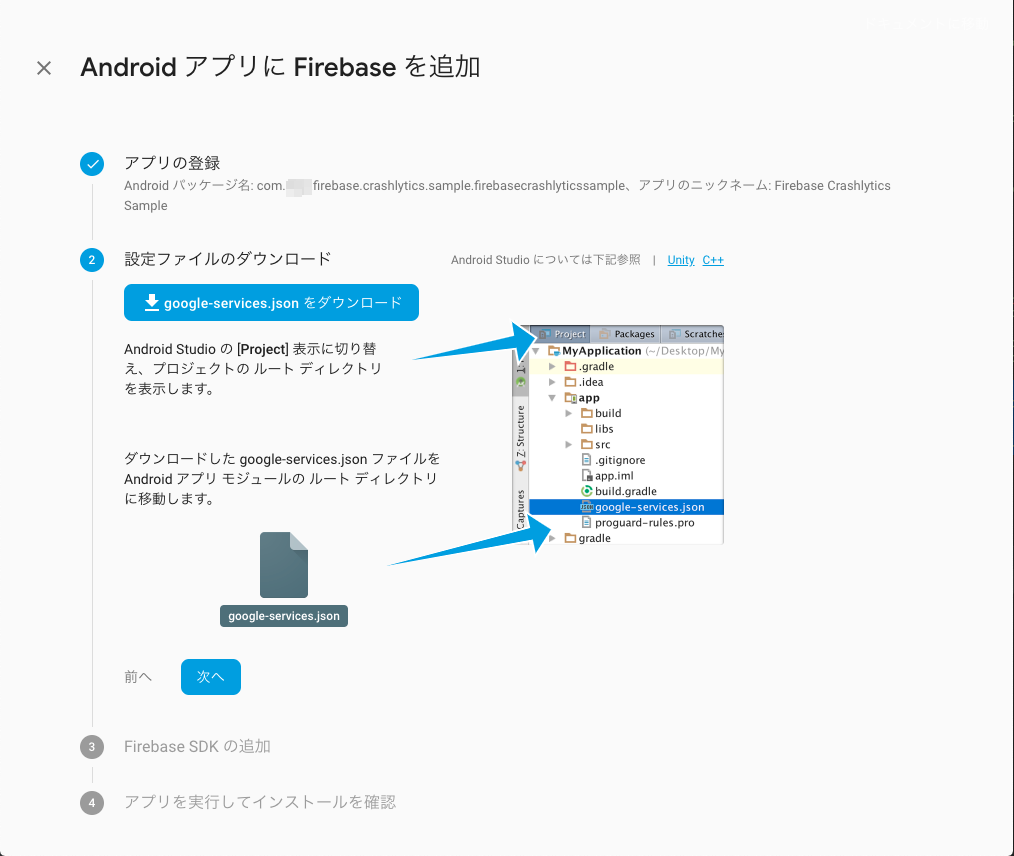 Android アプリに Firebase を追加
アプリの登録
Android パッケージ名: com. firebase.crashlytics.sample.firebasecrashlyticssample、アプリのニックネーム: Firebase Crashlytics
Sample
2 設定ファイルのダウンロード
Android Studio については下記参照 | Unity C++
google-services.json をダウンロード
Android Studio の [Project] 表示に切り替
え、プロジェクトの ルート ディレクトリ
を表示します。
ダウンロードした google-services.json ファイルを
Android アプリ モジュールの ルート ディレクトリ
に移動します。
google-services.json
Project Packages Scratches
MyApplication (~/Desktop/My
.gradle
.idea
app
build
libs
src
.gitignore
app.iml
build.gradle
google-services.json
proguard-rules.pro
gradle
Z: Structure
Captures
前へ 次へ
3 Firebase SDK の追加
4 アプリを実行してインストールを確認